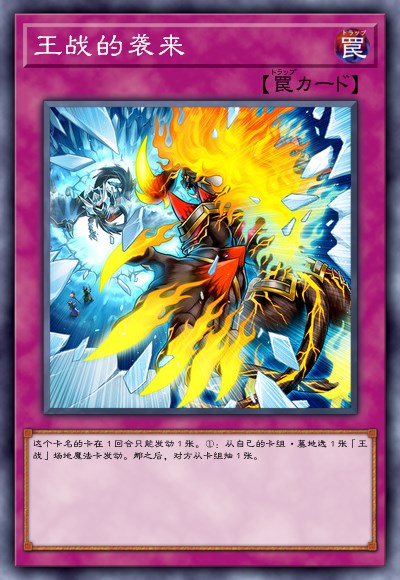 王战的袭来
トラップ
罠
トラップ
【罠カード】
这个卡名的卡在1回合只能发动1张。①：从自己的卡组·墓地选1张「王
战」场地魔法卡发动。那之后，对方从卡组抽1张。